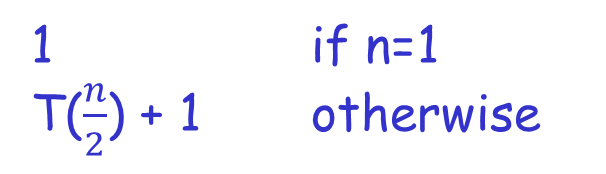 1 if n=1
T(n/2) + 1 otherwise